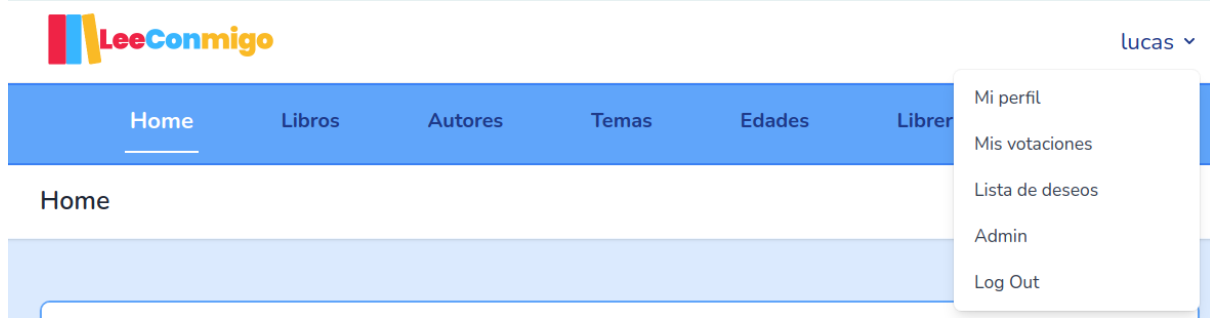 LeeConmigo
lucas
Home Libros Autores Temas Edades Librer
Home
Mi perfil
Mis votaciones
Lista de deseos
Admin
Log Out